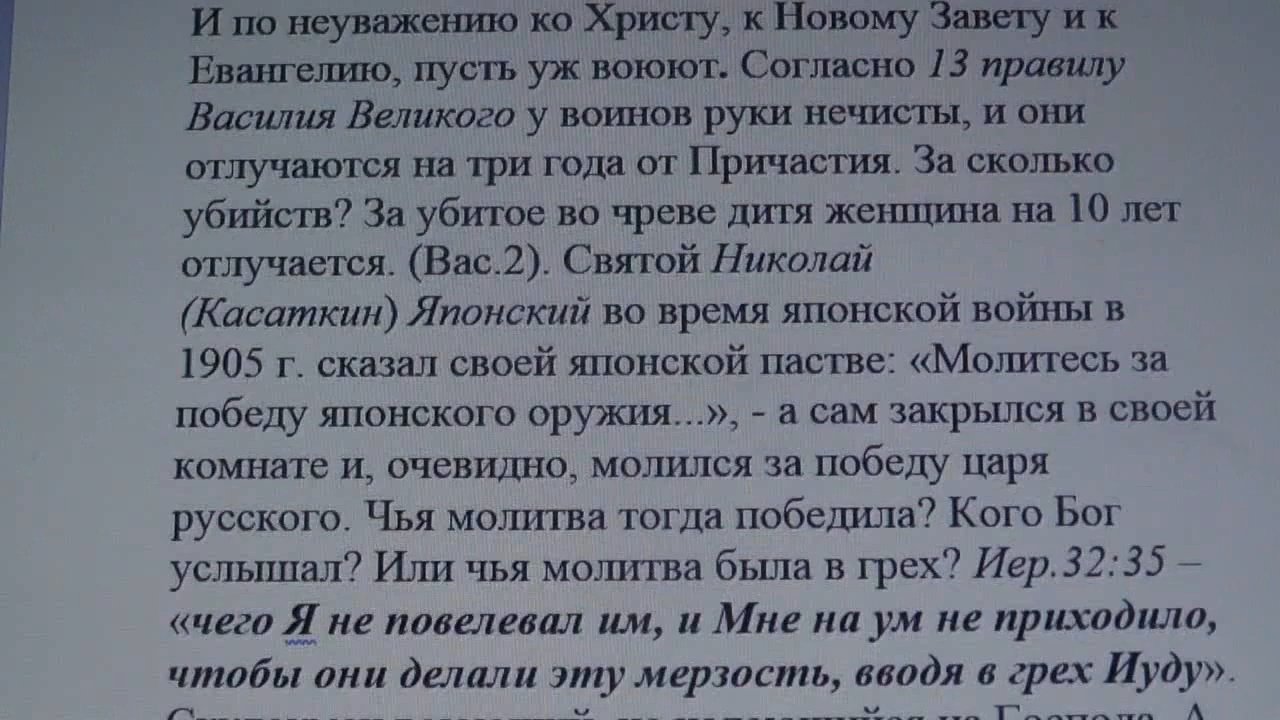 И по неуважению ко Христу, к Новому Завету и к
Евангелию, пусть уж воюют. Согласно 13 правилу
Василия Великого у воинов руки нечисты, и они
отлучаются на три года от Причастия. За сколько
убийств? За убитое во чреве дитя женщина на 10 лет
отлучается. (Вас.2). Святой Николай
(Касаткин) Японский во время японской войны в
1905 г. сказал своей японской пастве: «Молитесь за
победу японского оружия...», - а сам закрылся в своей
комнате и, очевидно, молился за победу царя
русского. Чья молитва тогда победила? Кого Бог
услышал? Или чья молитва была в грех? Иер.32:35 –
«чего Я не повелевал им, и Мне на ум не приходило,
чтобы они делали эту мерзость, вводя в грех Иуду».